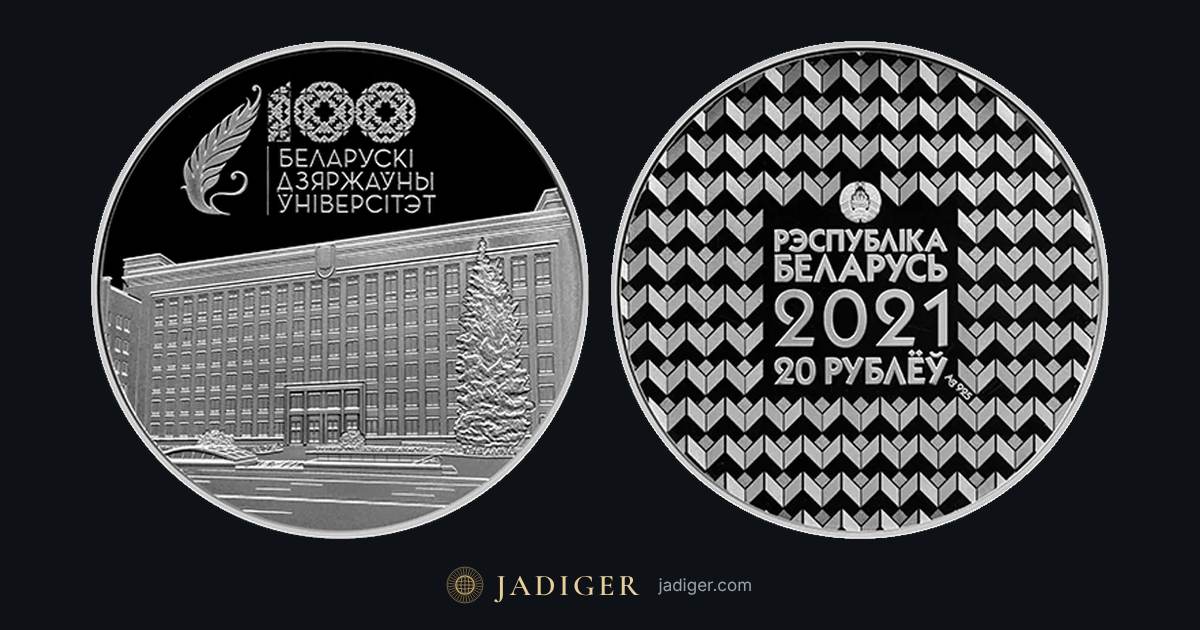 100
БЕЛАРУСКІ
ДЗЯРЖАЎНЫ
ЎНІВЕРСІТЭТ
РЭСПУБЛІКА
БЕЛАРУСЬ
2021
20 РУБЛЁЎ
Ag 925
JADIGER jadiger.com